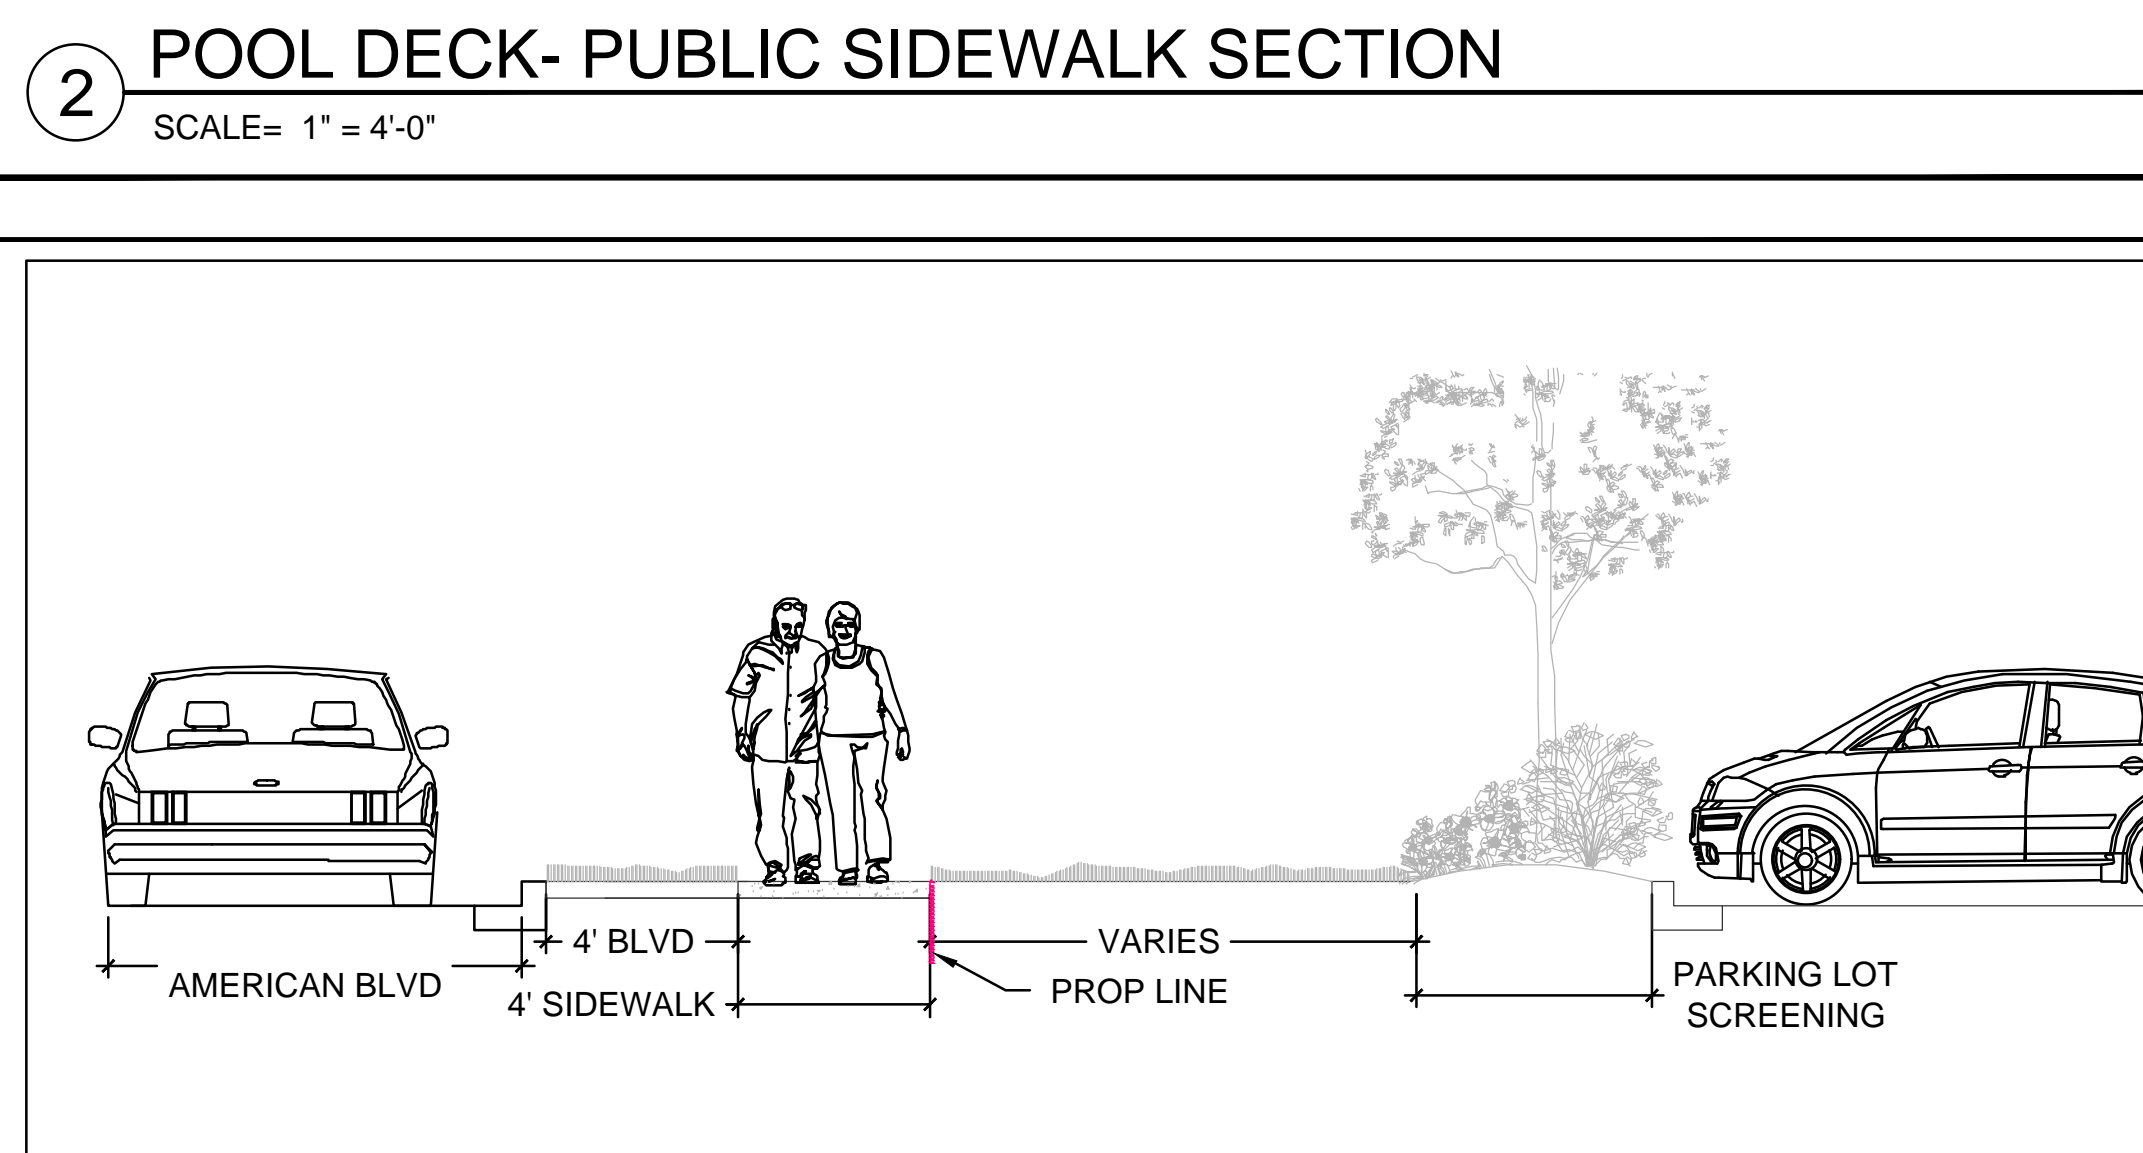 2
POOL DECK- PUBLIC SIDEWALK SECTION
SCALE= 1" = 4'-0"
4' BLVD
VARIES
AMERICAN BLVD
4' SIDEWALK
PROP LINE
PARKING LOT
SCREENING